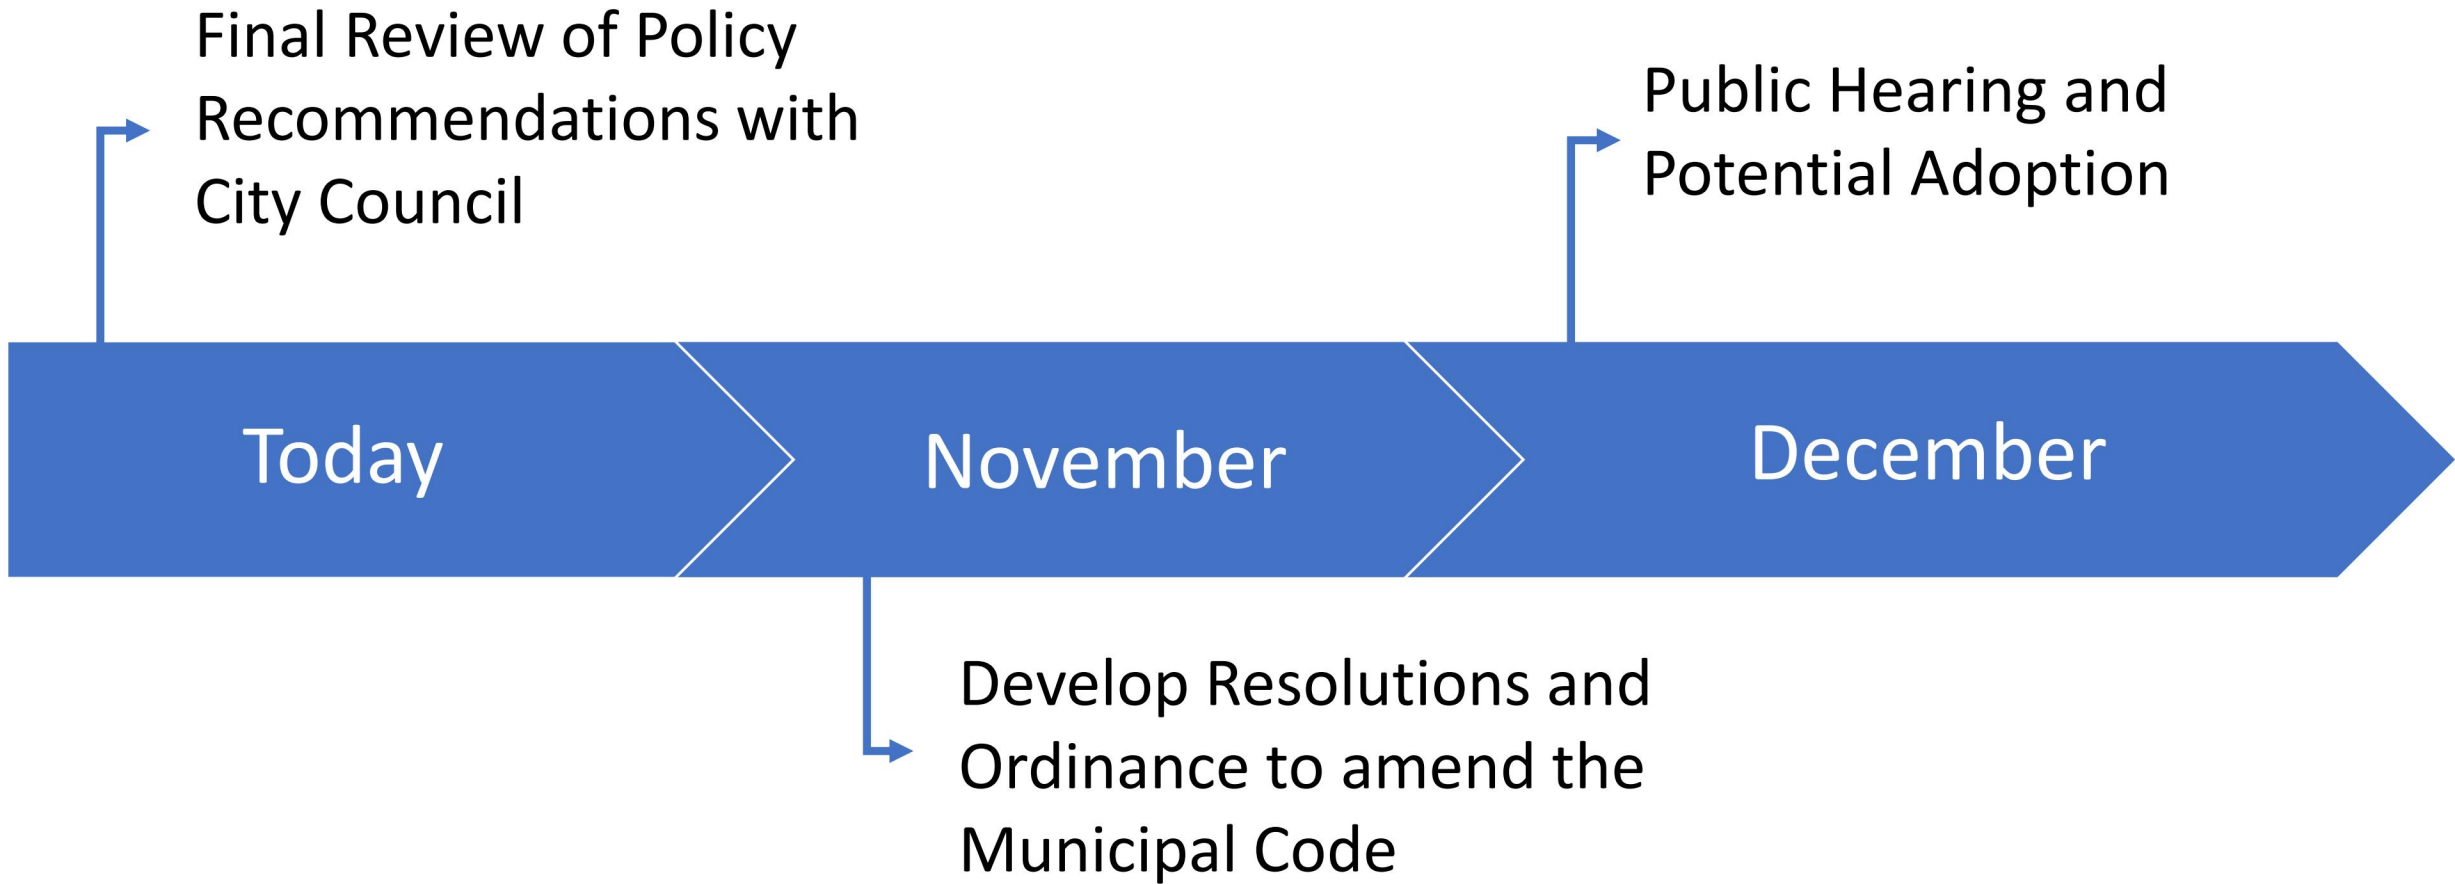 Final Review of Policy
Recommendations with
City Council
Public Hearing and
Potential Adoption
Today
November
December
Develop Resolutions and
Ordinance to amend the
Municipal Code